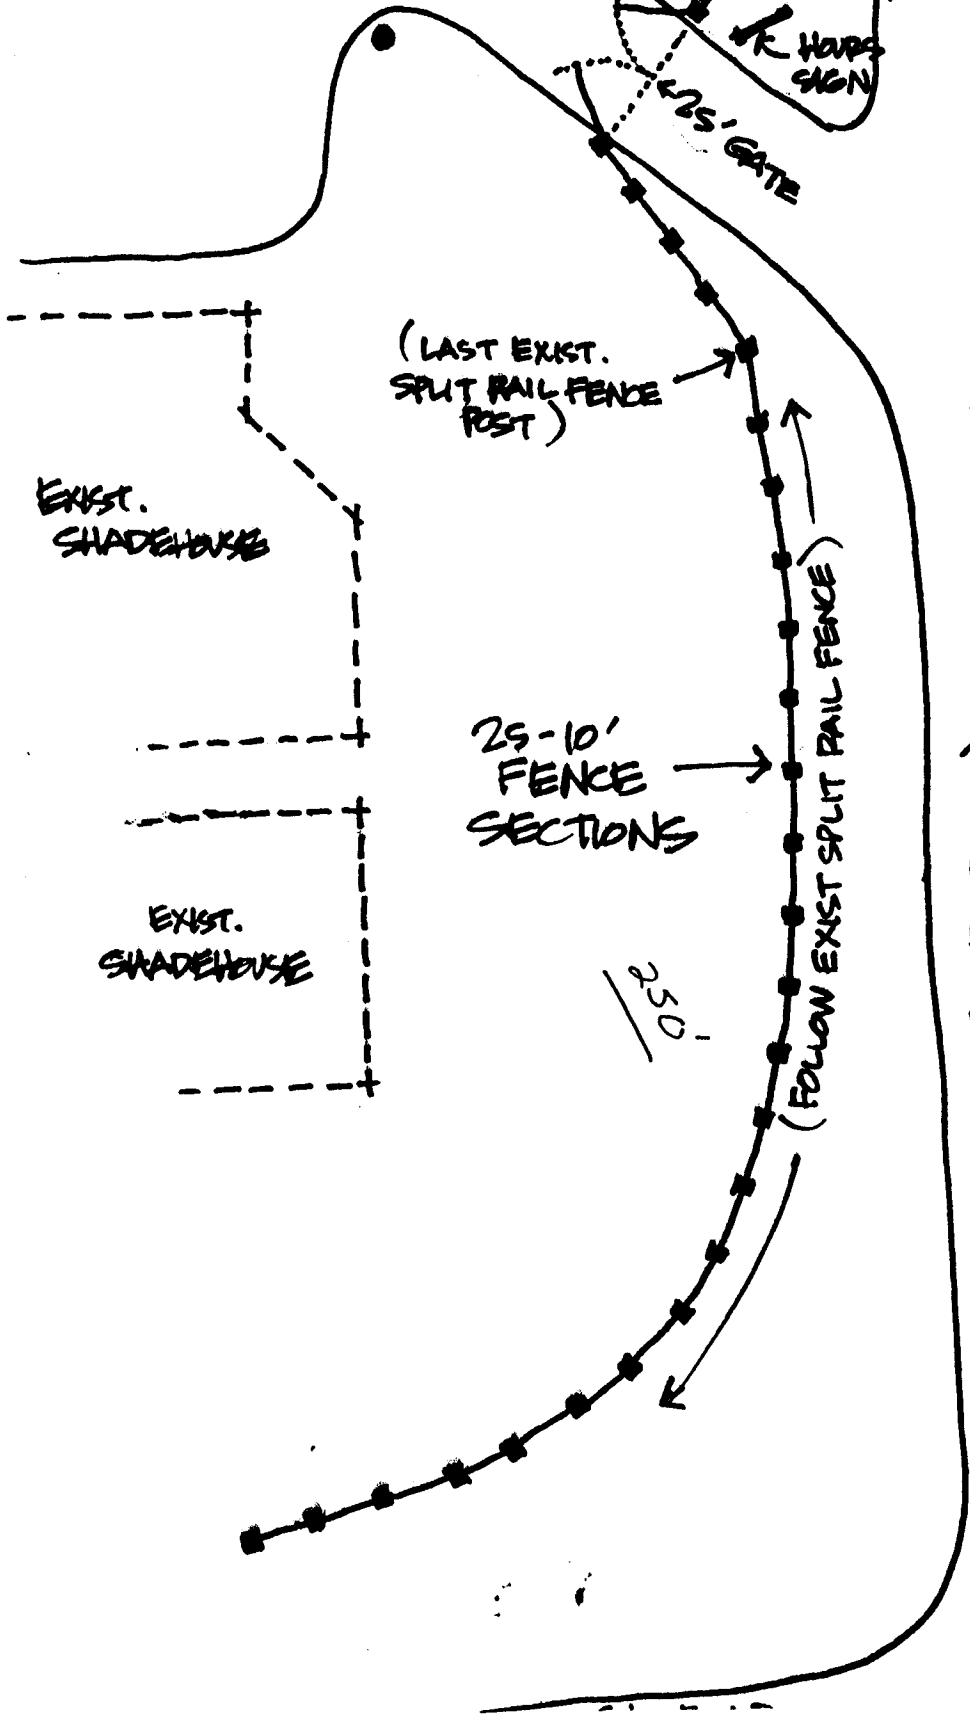 HOURS
SIGN
25' GATE
(LAST EXIST.
SPLIT RAIL FENCE
POST)
EXIST.
SHADEHOUSE
25-10'
FENCE
SECTIONS
(FOLLOW EXIST SPLIT RAIL FENCE)
EXIST.
SHADEHOUSE
250'